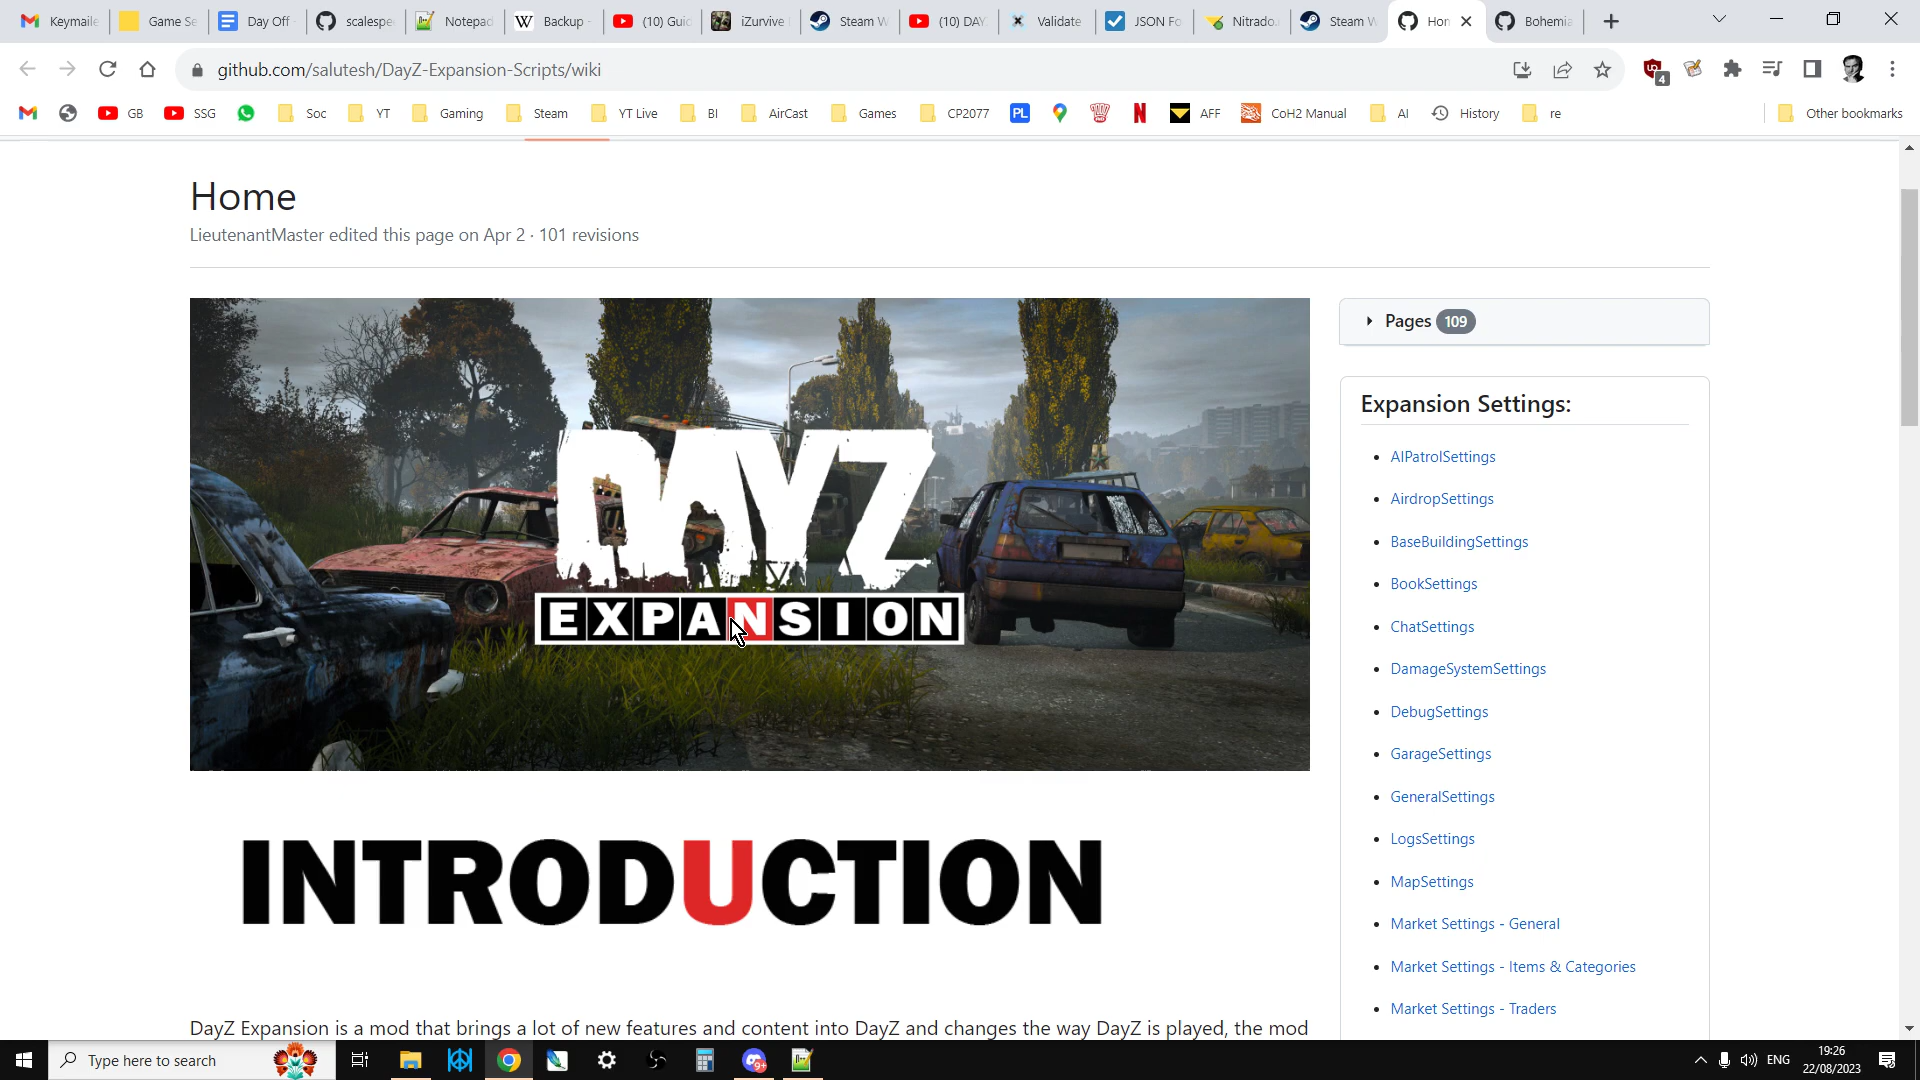 Keymaile
Game Se
Day Off
scalespe
Notepad
Backup -
(10) Guid
iZurvive
Steam W
(10) DAY
Validate
JSON Fo
Nitrado.
Steam W
Hom
Bohemia
github.com/salutesh/DayZ-Expansion-Scripts/wiki
4
GB
SSG
Soc
YT
Gaming
Steam
YT Live
BI
AirCast
Games
CP2077
PL
N
AFF
CoH2 Manual
AI
History
re
Other bookmarks
Home
LieutenantMaster edited this page on Apr 2 · 101 revisions
DAYZ
EXPANSION
Pages 109
Expansion Settings:
AIPatrolSettings
AirdropSettings
BaseBuildingSettings
BookSettings
ChatSettings
DamageSystemSettings
DebugSettings
GarageSettings
GeneralSettings
LogsSettings
MapSettings
Market Settings - General
Market Settings - Items & Categories
Market Settings - Traders
INTRODUCTION
DayZ Expansion is a mod that brings a lot of new features and content into DayZ and changes the way DayZ is played, the mod
Type here to search
9+
ENG
19:26
22/08/2023